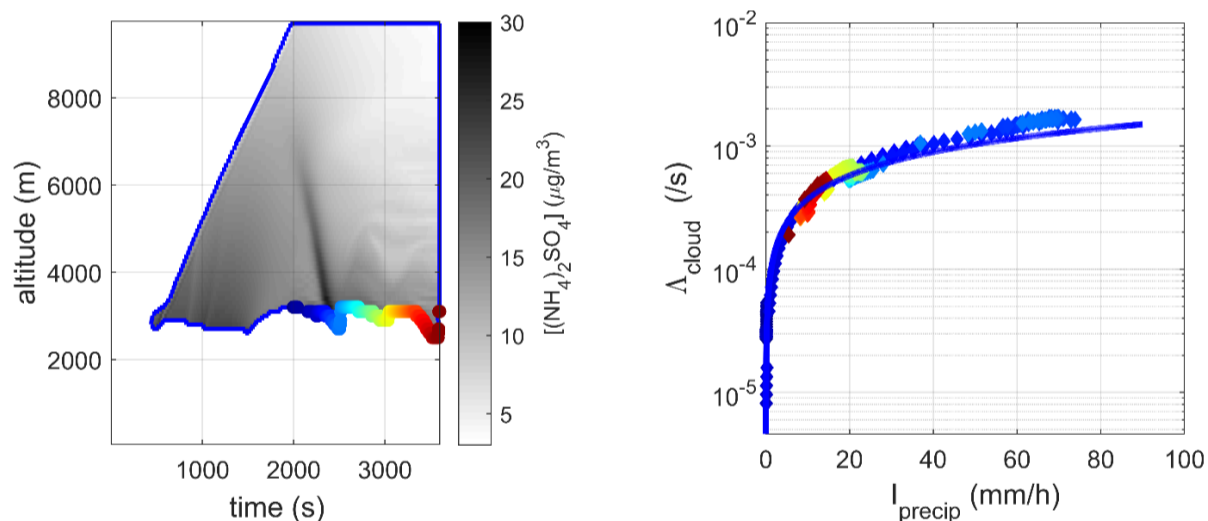 8000
6000
4000
2000
altitude (m)
1000 2000 3000
time (s)
30
25
20
15
10
5
[(NH₄)₂SO₄] (μg/m³)
10⁻²
10⁻³
10⁻⁴
10⁻⁵
Λcloud (/s)
0 20 40 60 80 100
Iprecip (mm/h)